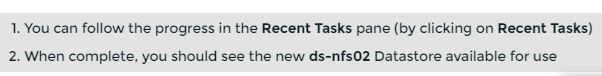 1. You can follow the progress in the Recent Tasks pane (by clicking on Recent Tasks)
2. When complete, you should see the new ds-nfs02 Datastore available for use